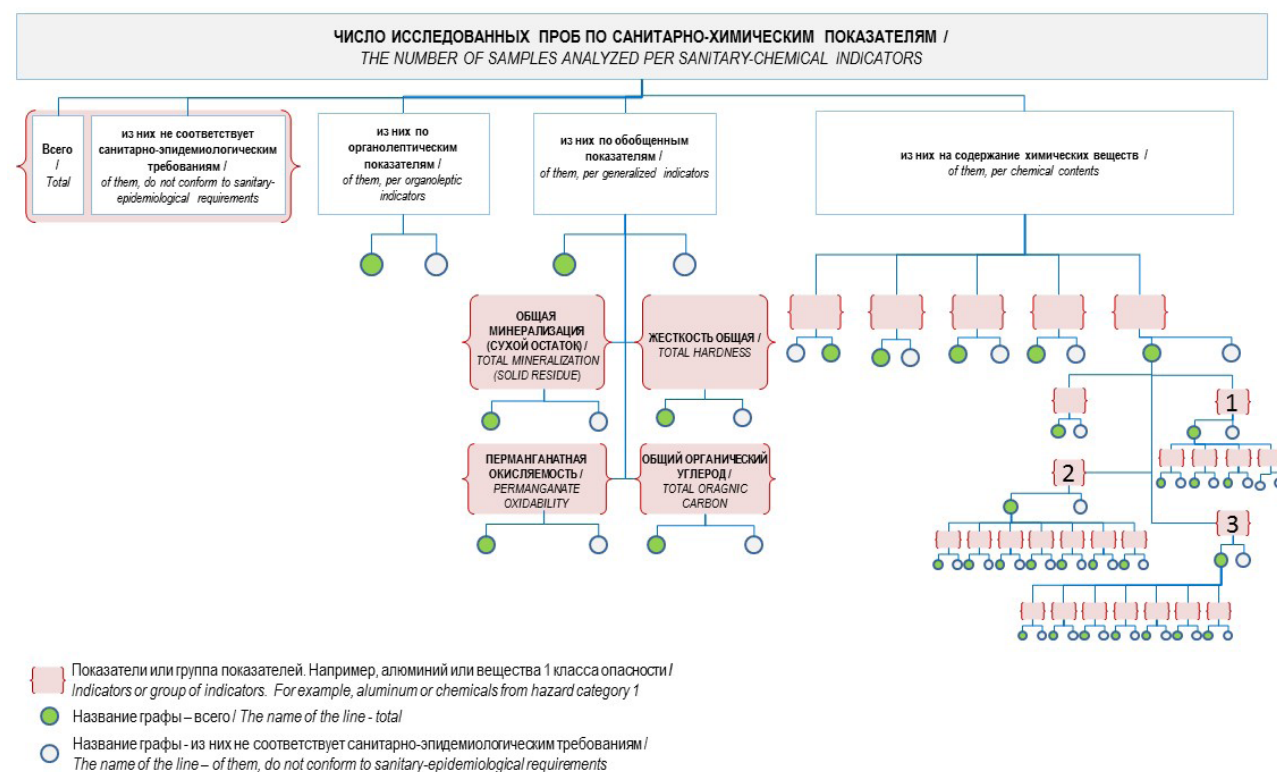 ЧИСЛО ИССЛЕДОВАННЫХ ПРОБ ПО САНИТАРНО-ХИМИЧЕСКИМ ПОКАЗАТЕЛЯМ /
THE NUMBER OF SAMPLES ANALYZED PER SANITARY-CHEMICAL INDICATORS
Всего
/
Total
из них не соответствует
санитарно-эпидемиологическим
требованиям /
of them, do not conform to sanitary-
epidemiological requirements
из них по
органолептическим
показателям /
of them, per organoleptic
indicators
из них по обобщенным
показателям /
of them, per generalized indicators
из них на содержание химических веществ /
of them, per chemical contents
ОБЩАЯ
МИНЕРАЛИЗАЦИЯ
(СУХОЙ ОСТАТОК) /
TOTAL MINERALIZATION
(SOLID RESIDUE)
ЖЕСТКОСТЬ ОБЩАЯ /
TOTAL HARDNESS
ПЕРМАНГАНАТНАЯ
ОКИСЛЯЕМОСТЬ /
PERMANGANATE
OXIDABILITY
ОБЩИЙ ОРГАНИЧЕСКИЙ
УГЛЕРОД /
TOTAL ORAGNIC
CARBON
1
2
3
Показатели или группа показателей. Например, алюминий или вещества 1 класса опасности /
Indicators or group of indicators. For example, aluminum or chemicals from hazard category 1
Название графы – всего / The name of the line - total
Название графы - из них не соответствует санитарно-эпидемиологическим требованиям /
The name of the line – of them, do not conform to sanitary-epidemiological requirements